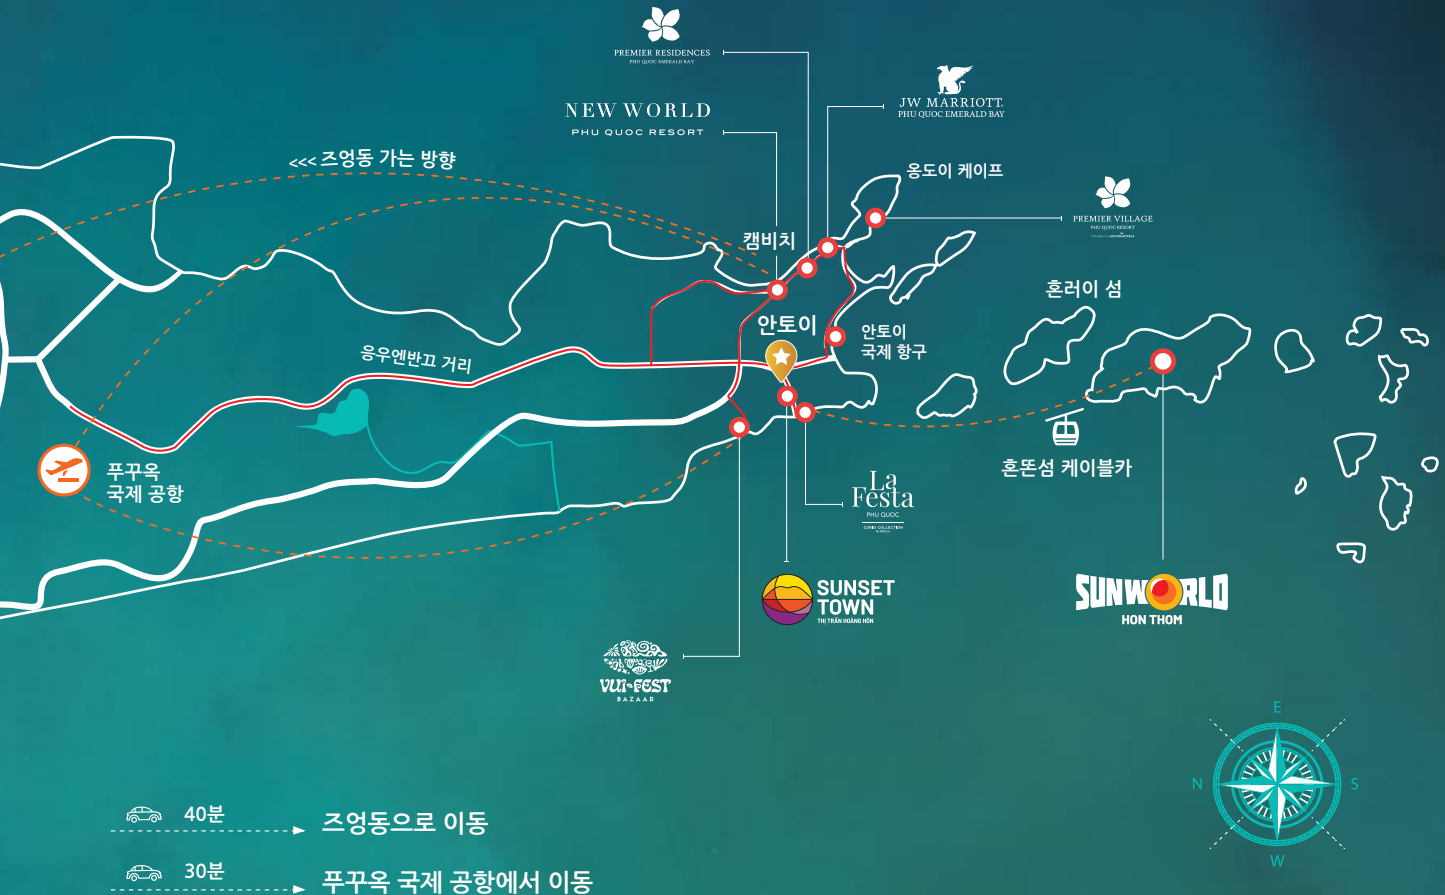 PREMIER RESIDENCES
PHU QUOC EMERALD BAY
NEW WORLD
PHU QUOC RESORT
JW MARRIOTT
PHU QUOC EMERALD BAY
<<< 즈엉동 가는 방향
옹도이 케이프
PREMIER VILLAGE
PHU QUOC RESORT
캠비치
혼러이 섬
안토이
안토이
국제 항구
응우엔반끄 거리
푸꾸옥
국제 공항
혼똔섬 케이블카
La
Festa
PHU QUOC
CURIO COLLECTION
SUNSET
TOWN
THỊ TRẤN HOÀNG HÔN
SUNWORLD
HON THOM
VUI-FEST
BAZAAR
E
N
S
W
40분
즈엉동으로 이동
30분
푸꾸옥 국제 공항에서 이동